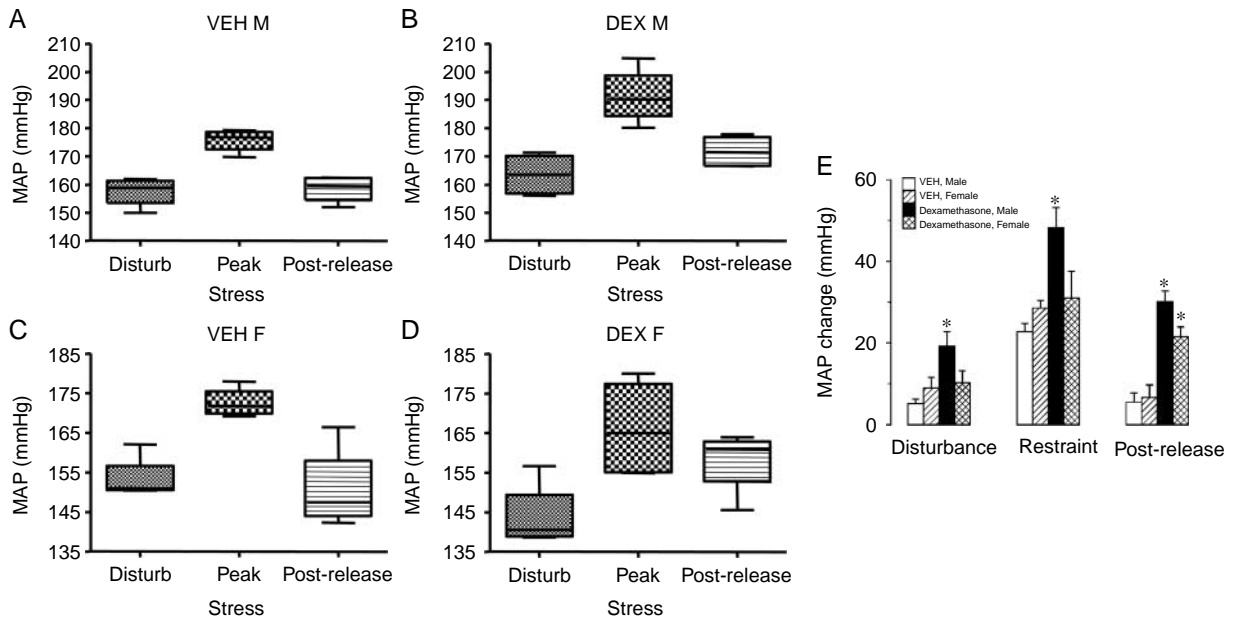 A
VEH M
MAP (mmHg)
210
200
190
180
170
160
150
140
Disturb Peak Post-release
Stress
B
DEX M
MAP (mmHg)
210
200
190
180
170
160
150
140
Disturb Peak Post-release
Stress
C
VEH F
MAP (mmHg)
185
175
165
155
145
135
Disturb Peak Post-release
Stress
D
DEX F
MAP (mmHg)
185
175
165
155
145
135
Disturb Peak Post-release
Stress
E
MAP change (mmHg)
60
40
20
0
VEH, Male
VEH, Female
Dexamethasone, Male
Dexamethasone, Female
*
*
*
*
Disturbance Restraint Post-release